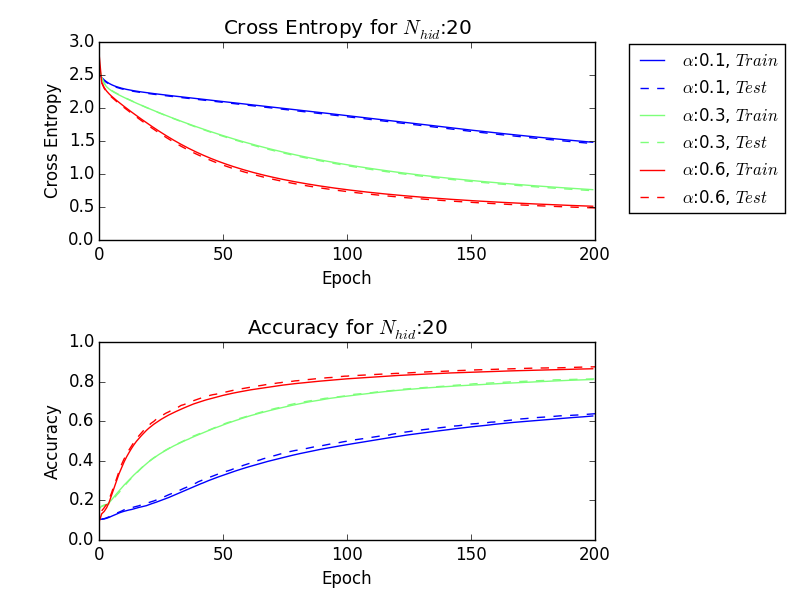 Cross Entropy for N_hid:20
3.0
2.5
2.0
1.5
1.0
0.5
0.0
Cross Entropy
0 50 100 150 200
Epoch
α:0.1, Train
α:0.1, Test
α:0.3, Train
α:0.3, Test
α:0.6, Train
α:0.6, Test
Accuracy for N_hid:20
1.0
0.8
0.6
0.4
0.2
0.0
Accuracy
0 50 100 150 200
Epoch